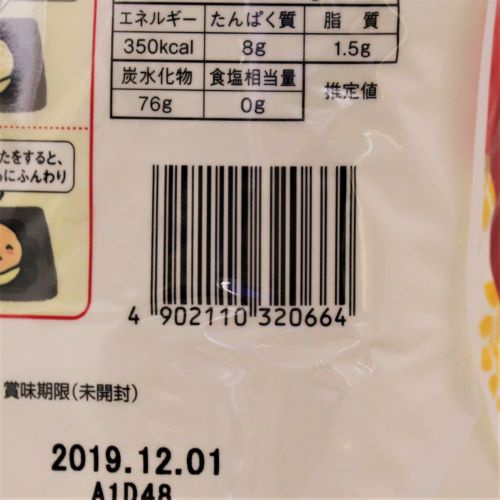 エネルギー たんぱく質 脂 質
350kcal 8g 1.5g
炭水化物 食塩相当量 推定値
76g 0g
たをすると、
にふんわり
4 902110 320664
賞味期限(未開封)
2019.12.01
A1D48